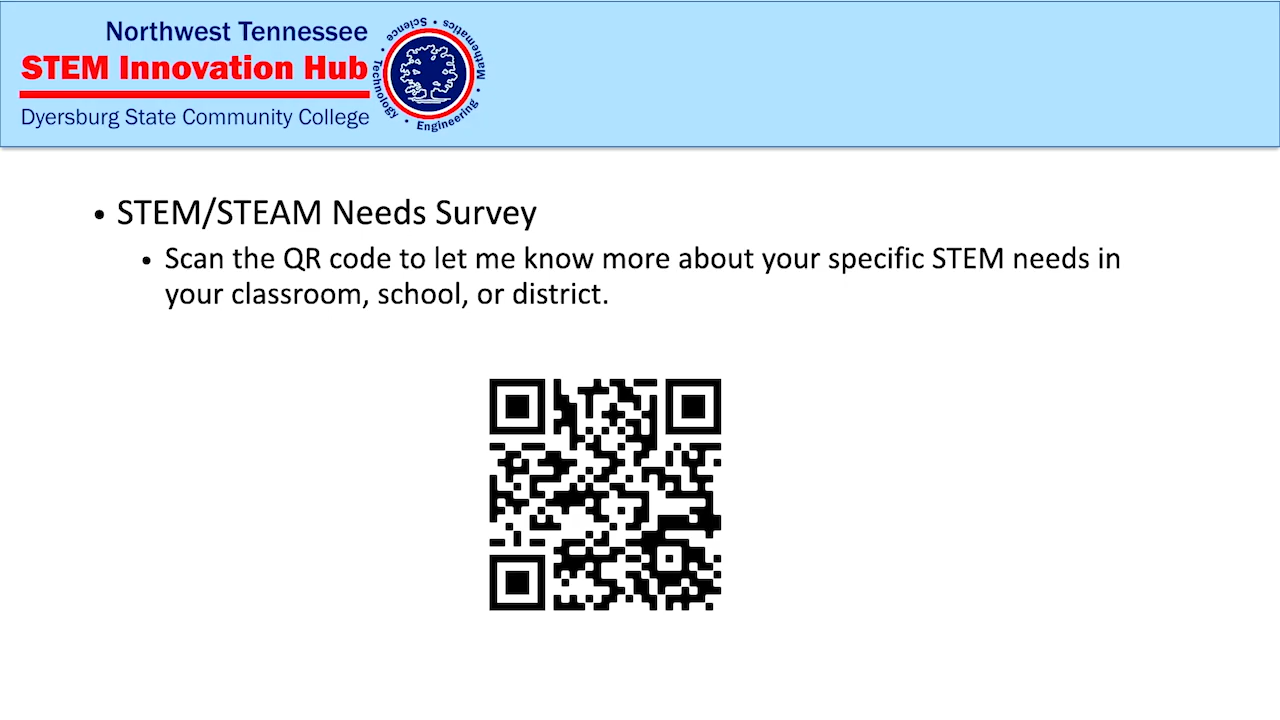 Northwest Tennessee
STEM Innovation Hub
Dyersburg State Community College
Science • Mathematics • Engineering • Technology •
• STEM/STEAM Needs Survey
• Scan the QR code to let me know more about your specific STEM needs in
your classroom, school, or district.